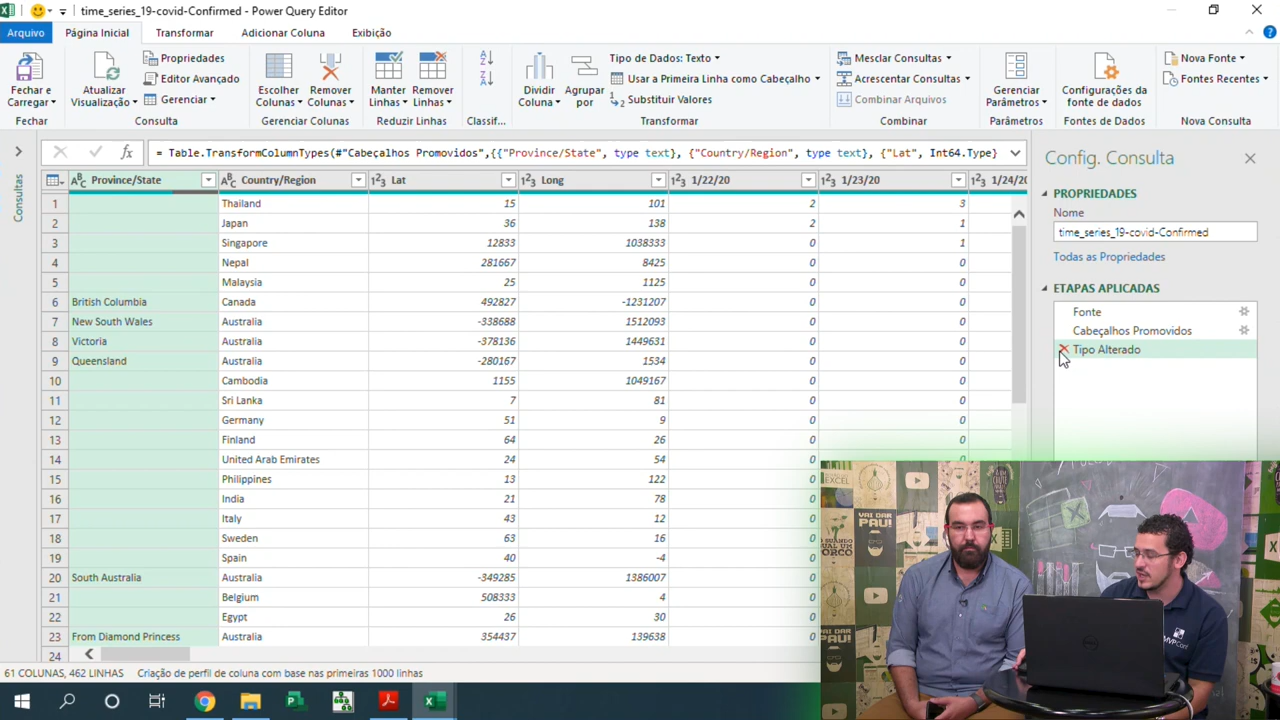 time_series_19-covid-Confirmed - Power Query Editor
Arquivo Página Inicial Transformar Adicionar Coluna Exibição
Fechar e Carregar
Fechar
Atualizar Visualização
Propriedades
Editor Avançado
Gerenciar
Consulta
Escolher Colunas
Remover Colunas
Gerenciar Colunas
Manter Linhas
Remover Linhas
Reduzir Linhas
Classif...
Dividir Coluna
Agrupar por
Tipo de Dados: Texto
Usar a Primeira Linha como Cabeçalho
Substituir Valores
Transformar
Mesclar Consultas
Acrescentar Consultas
Combinar Arquivos
Combinar
Gerenciar Parâmetros
Parâmetros
Configurações da fonte de dados
Fontes de Dados
Nova Fonte
Fontes Recentes
Nova Consulta
Consultas
fx = Table.TransformColumnTypes(#"Cabeçalhos Promovidos",{{"Province/State", type text}, {"Country/Region", type text}, {"Lat", Int64.Type}
Province/State Country/Region Lat Long 1/22/20 1/23/20 1/24/20
1 Thailand 15 101 2 3
2 Japan 36 138 2 1
3 Singapore 12833 1038333 0 1
4 Nepal 281667 8425 0 0
5 Malaysia 25 1125 0 0
6 British Columbia Canada 492827 -1231207 0 0
7 New South Wales Australia -338688 1512093 0 0
8 Victoria Australia -378136 1449631 0 0
9 Queensland Australia -280167 1534 0 0
10 Cambodia 1155 1049167 0 0
11 Sri Lanka 7 81 0 0
12 Germany 51 9 0 0
13 Finland 64 26 0 0
14 United Arab Emirates 24 54 0 0
15 Philippines 13 122 0
16 India 21 78 0
17 Italy 43 12 0
18 Sweden 63 16 0
19 Spain 40 -4 0
20 South Australia Australia -349285 1386007 0
21 Belgium 508333 4 0
22 Egypt 26 30 0
23 From Diamond Princess Australia 354437 139638 0
24
61 COLUNAS, 462 LINHAS Criação de perfil de coluna com base nas primeiras 1000 linhas
Config. Consulta
PROPRIEDADES
Nome
time_series_19-covid-Confirmed
Todas as Propriedades
ETAPAS APLICADAS
Fonte
Cabeçalhos Promovidos
Tipo Alterado
EXCEL
VAI DAR PAU!
VAI DAR PAU!
MVPConf